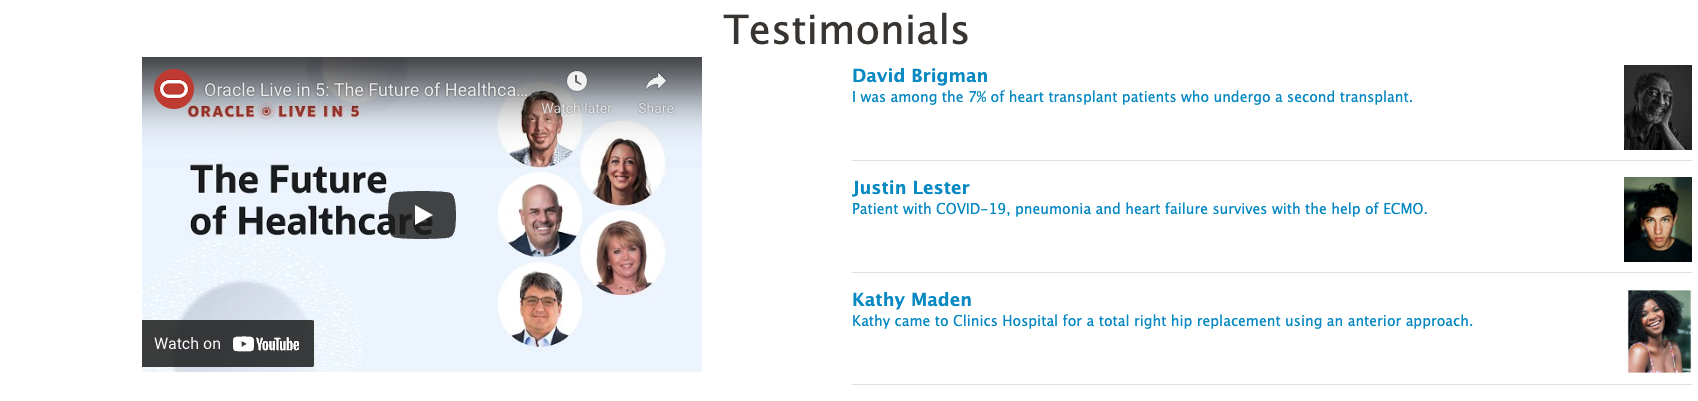 Testimonials
Oracle Live in 5: The Future of Healthca...
Watch later
Share
ORACLE LIVE IN 5
The Future
of Healthcare
Watch on YouTube
David Brigman
I was among the 7% of heart transplant patients who undergo a second transplant.
Justin Lester
Patient with COVID-19, pneumonia and heart failure survives with the help of ECMO.
Kathy Maden
Kathy came to Clinics Hospital for a total right hip replacement using an anterior approach.